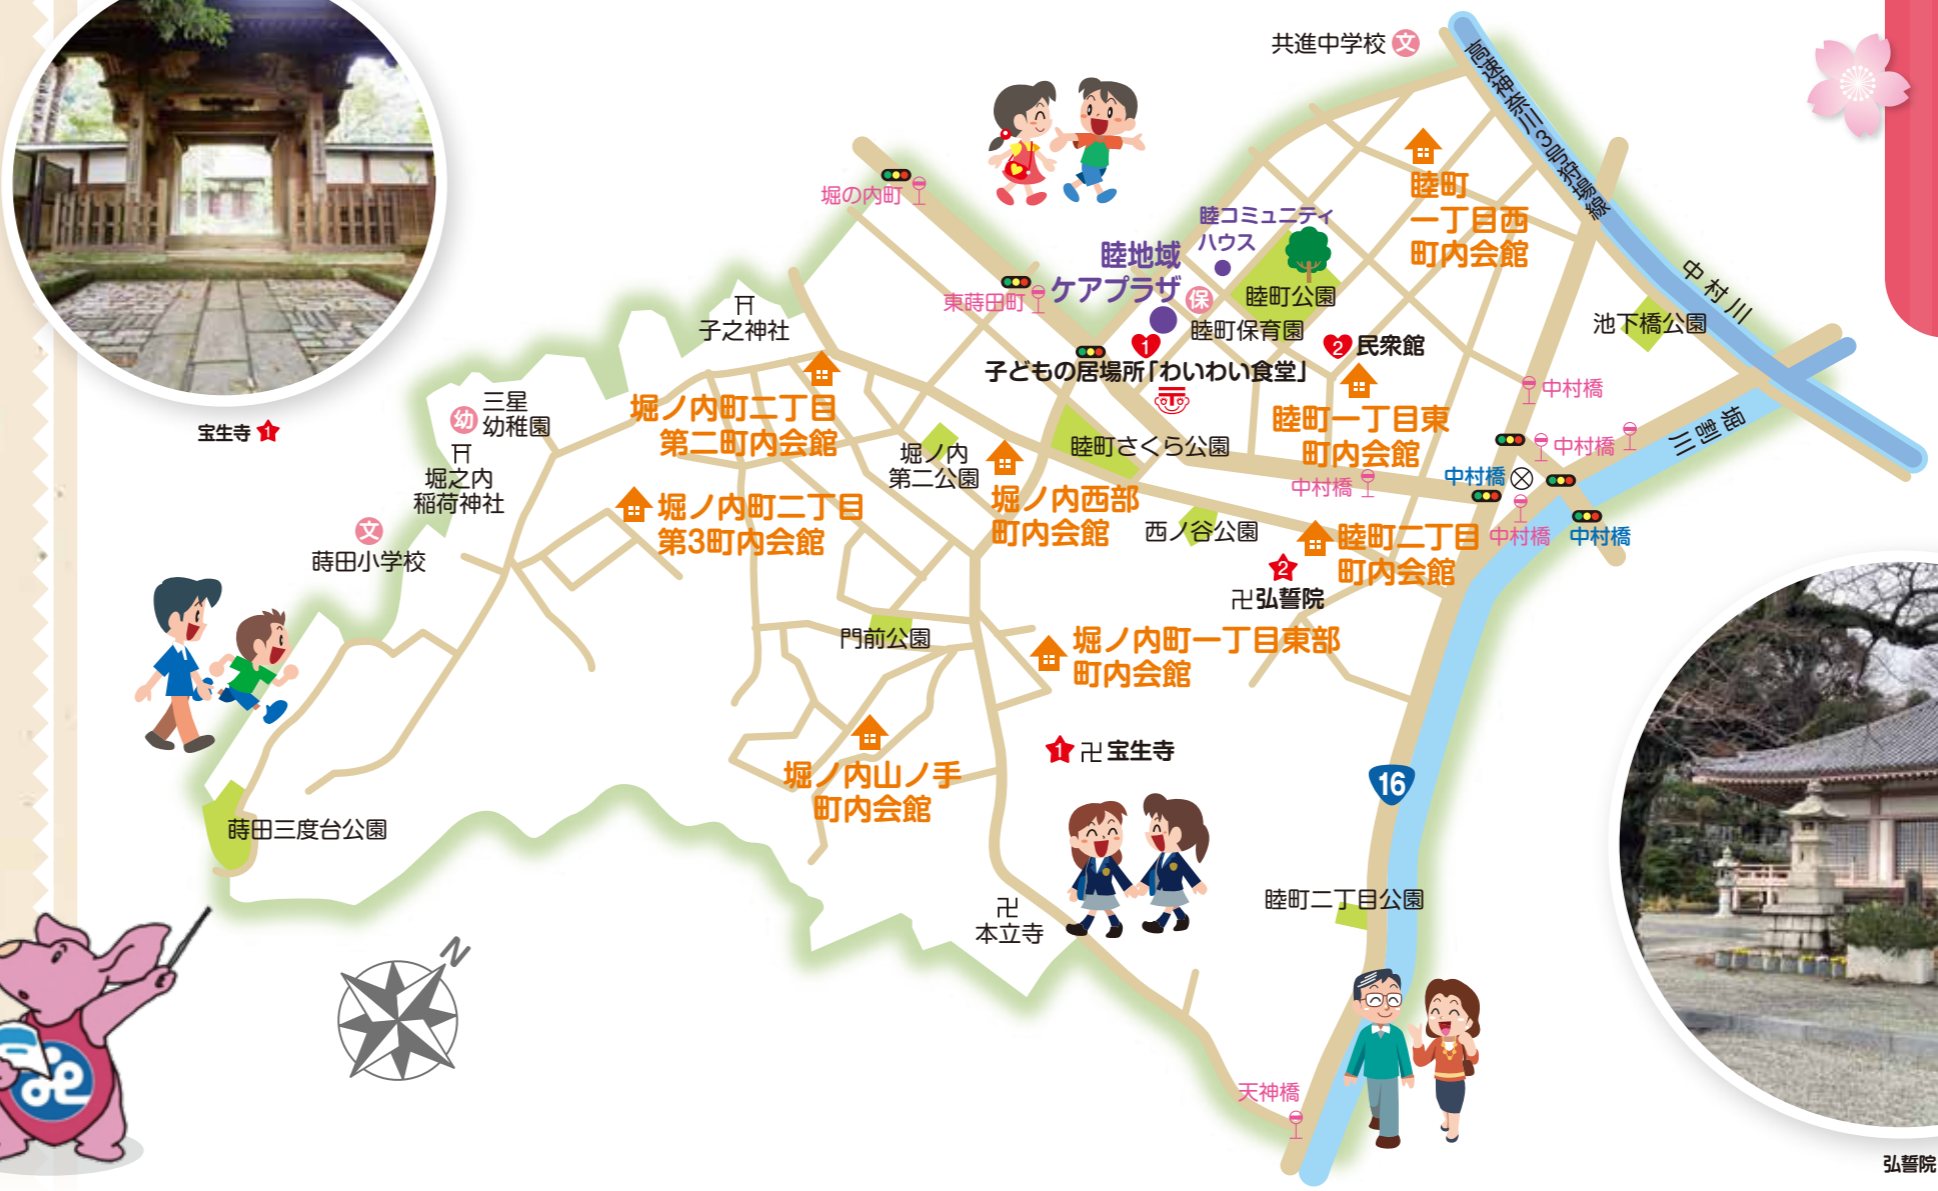 共進中学校
文
高速神奈川3号狩場線
堀の内町
睦町
一丁目西
町内会館
睦コミュニティ
ハウス
睦地域
ケアプラザ
保
東蒔田町
睦町公園
中村川
子之神社
睦町保育園
池下橋公園
1
2
民衆館
子どもの居場所「わいわい食堂」
中村橋
三星
幼稚園
幼
堀ノ内町二丁目
第二町内会館
睦町一丁目東
町内会館
堀割川
宝生寺
1
堀ノ内
第二公園
睦町さくら公園
中村橋
中村橋
中村橋
堀之内
稲荷神社
堀ノ内町二丁目
第3町内会館
堀ノ内西部
町内会館
西ノ谷公園
睦町二丁目
町内会館
中村橋
中村橋
文
蒔田小学校
2
卍弘誓院
門前公園
堀ノ内町一丁目東部
町内会館
1
卍宝生寺
堀ノ内山ノ手
町内会館
16
蒔田三度台公園
睦町二丁目公園
卍
本立寺
N
天神橋
弘誓院